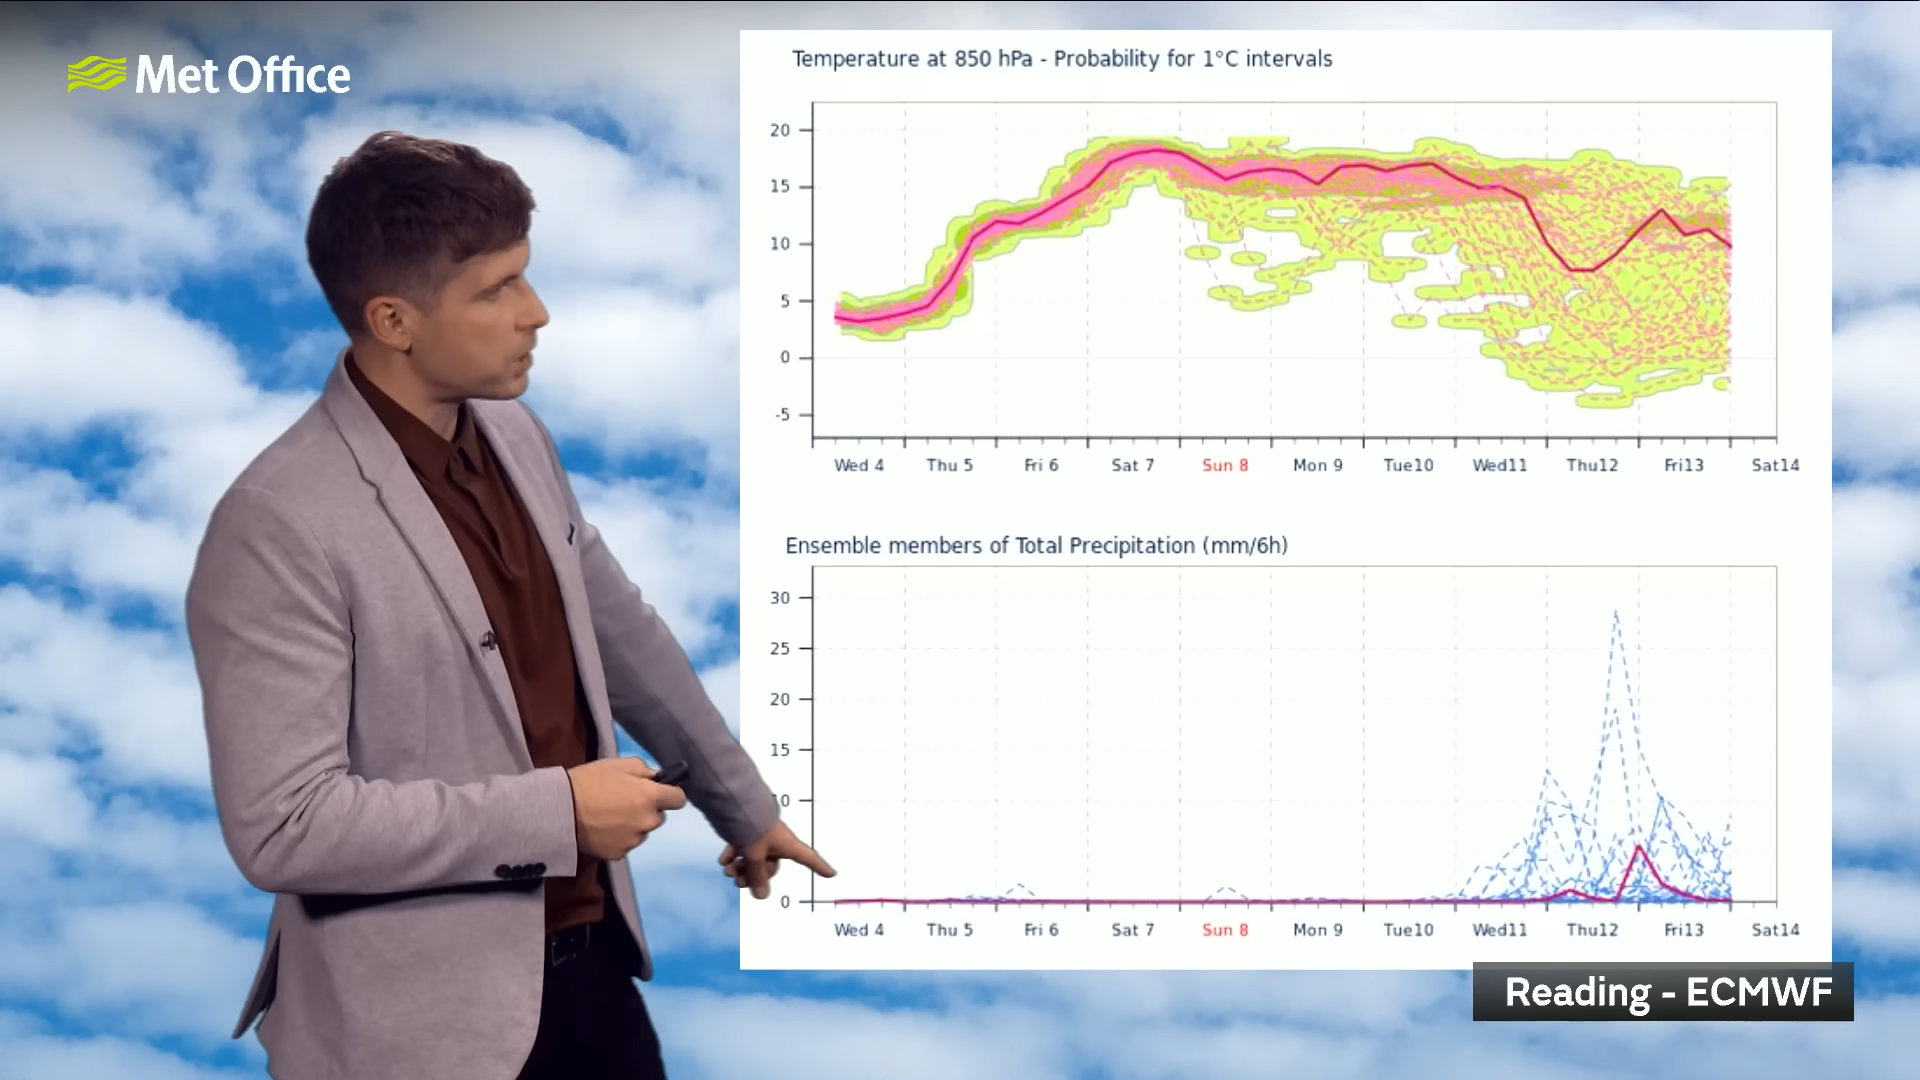 Met Office
Temperature at 850 hPa - Probability for 1°C intervals
20
15
10
5
0
-5
Wed 4 Thu 5 Fri 6 Sat 7 Sun 8 Mon 9 Tue10 Wed11 Thu12 Fri13 Sat14
Ensemble members of Total Precipitation (mm/6h)
30
25
20
15
10
0
Wed 4 Thu 5 Fri 6 Sat 7 Sun 8 Mon 9 Tue10 Wed11 Thu12 Fri13 Sat14
Reading - ECMWF